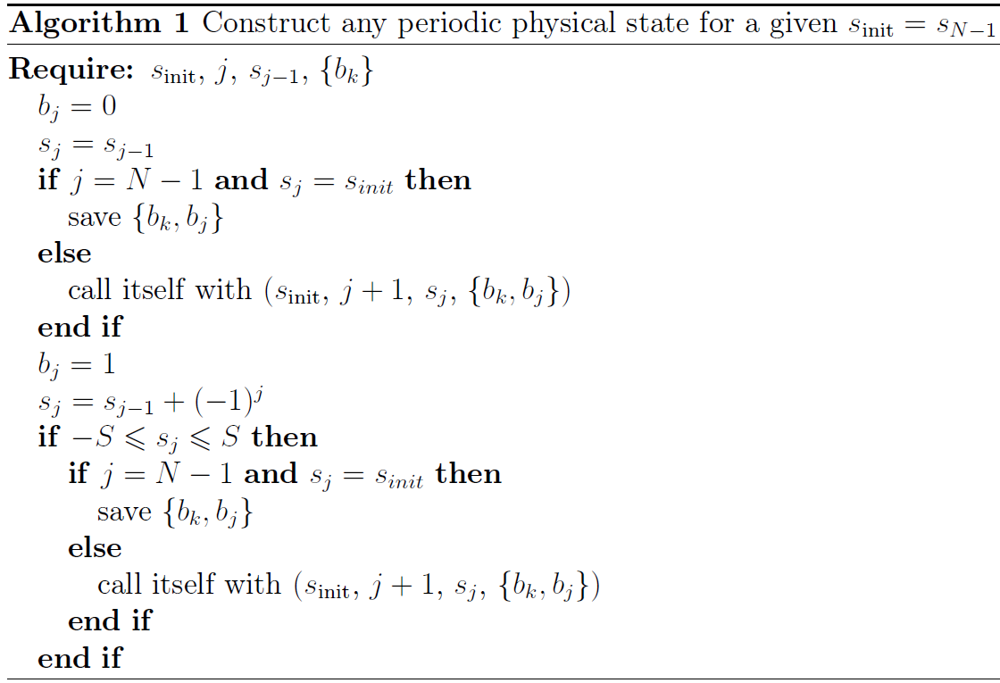 Algorithm 1 Construct any periodic physical state for a given $s_{\text{init}} = s_{N-1}$
Require: $s_{\text{init}}$, $j$, $s_{j-1}$, $\{b_k\}$
$b_j = 0$
$s_j = s_{j-1}$
if $j = N - 1$ and $s_j = s_{init}$ then
save $\{b_k, b_j\}$
else
call itself with ($s_{\text{init}}$, $j + 1$, $s_j$, $\{b_k, b_j\}$)
end if
$b_j = 1$
$s_j = s_{j-1} + (-1)^j$
if $-S \leqslant s_j \leqslant S$ then
if $j = N - 1$ and $s_j = s_{init}$ then
save $\{b_k, b_j\}$
else
call itself with ($s_{\text{init}}$, $j + 1$, $s_j$, $\{b_k, b_j\}$)
end if
end if